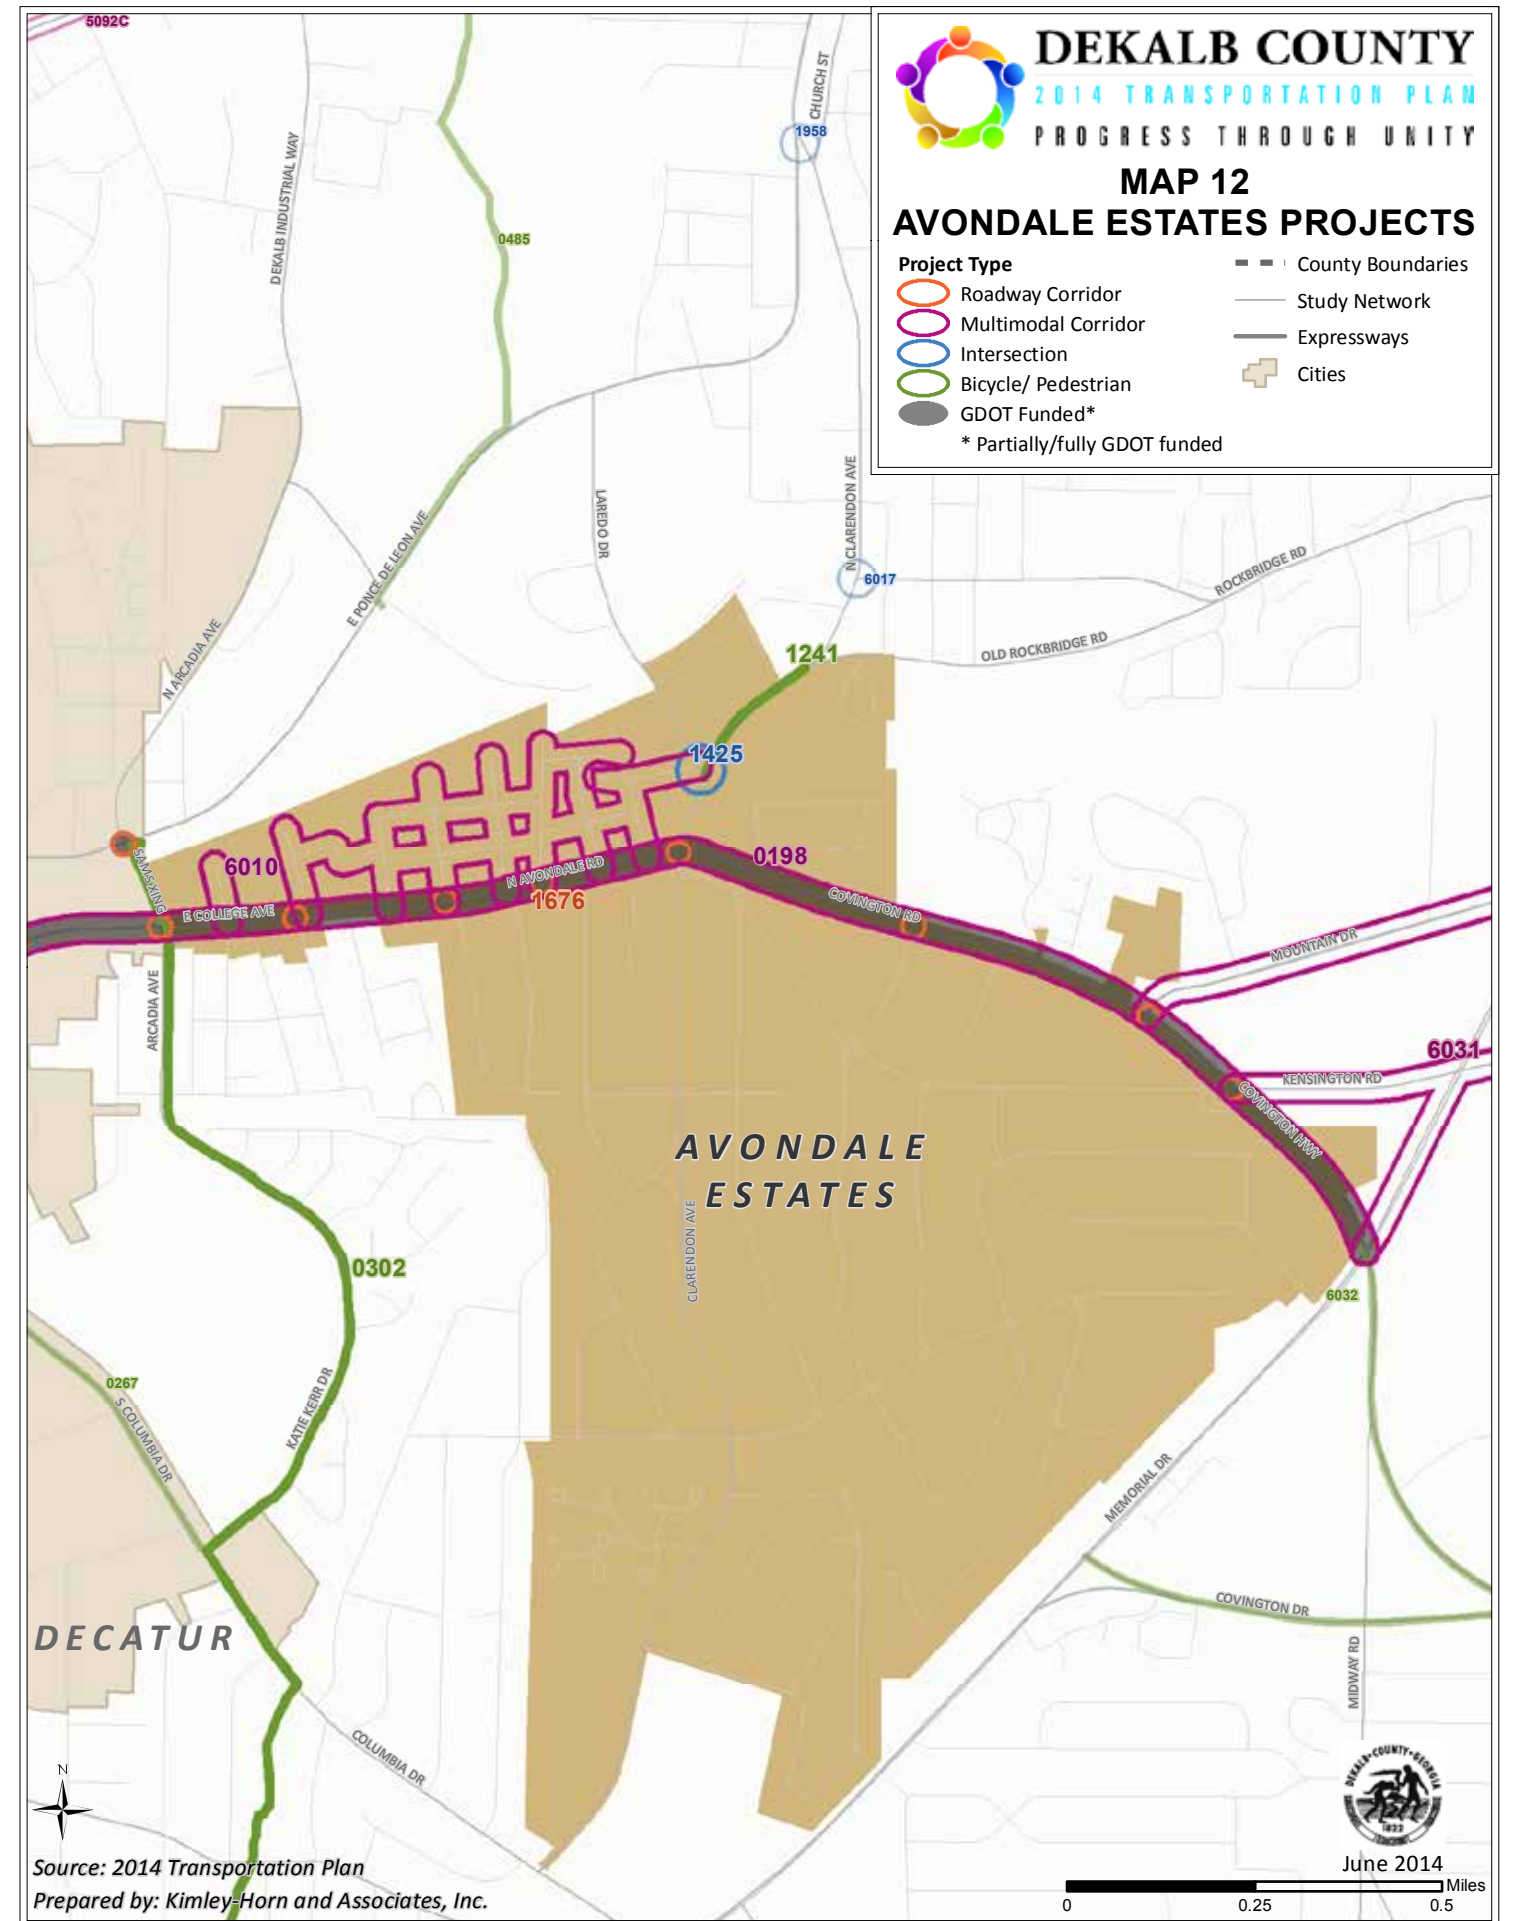 DEKALB COUNTY
2014 TRANSPORTATION PLAN
PROGRESS THROUGH UNITY
MAP 12
AVONDALE ESTATES PROJECTS
Project Type
Roadway Corridor
Multimodal Corridor
Intersection
Bicycle/ Pedestrian
GDOT Funded*
* Partially/fully GDOT funded
County Boundaries
Study Network
Expressways
Cities
5092C
CHURCH ST
1958
DEKALB INDUSTRIAL WAY
0485
LAREDO DR
N CLARENDON AVE
E PONCE DE LEON AVE
6017
ROCKBRIDGE RD
N ARCADIA AVE
OLD ROCKBRIDGE RD
1241
1425
SAMS XING
6010
0198
N AVONDALE RD
E COLLEGE AVE
1676
COVINGTON RD
MOUNTAIN DR
ARCADIA AVE
6031
KENSINGTON RD
COVINGTON HWY
AVONDALE
ESTATES
CLARENDON AVE
0302
6032
0267
S COLUMBIA DR
KATIE KERR DR
MEMORIAL DR
COVINGTON DR
DECATUR
MIDWAY RD
COLUMBIA DR
N
DEKALB COUNTY GEORGIA
1822
June 2014
Source: 2014 Transportation Plan
Prepared by: Kimley-Horn and Associates, Inc.
Miles
0 0.25 0.5